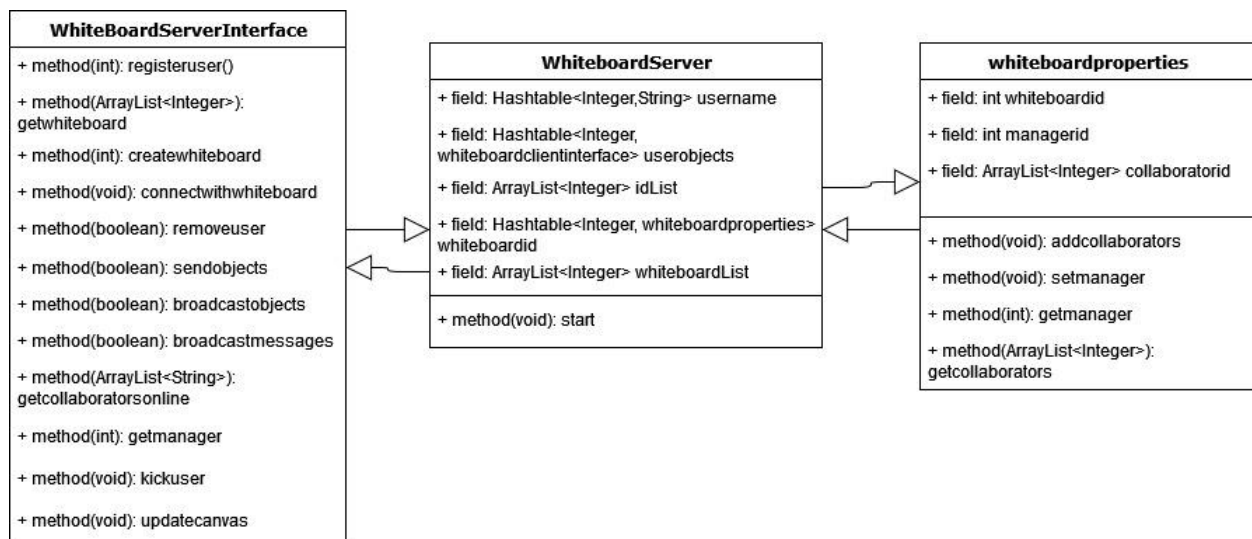 WhiteBoardServerInterface
+ method(int): registeruser()
+ method(ArrayList<Integer>):
getwhiteboard
+ method(int): createwhiteboard
+ method(void): connectwithwhiteboard
+ method(boolean): removeuser
+ method(boolean): sendobjects
+ method(boolean): broadcastobjects
+ method(boolean): broadcastmessages
+ method(ArrayList<String>):
getcollaboratorsonline
+ method(int): getmanager
+ method(void): kickuser
+ method(void): updatecanvas
WhiteboardServer
+ field: Hashtable<Integer,String> username
+ field: Hashtable<Integer,
whiteboardclientinterface> userobjects
+ field: ArrayList<Integer> idList
+ field: Hashtable<Integer, whiteboardproperties>
whiteboardid
+ field: ArrayList<Integer> whiteboardList
+ method(void): start
whiteboardproperties
+ field: int whiteboardid
+ field: int managerid
+ field: ArrayList<Integer> collaboratorid
+ method(void): addcollaborators
+ method(void): setmanager
+ method(int): getmanager
+ method(ArrayList<Integer>):
getcollaborators